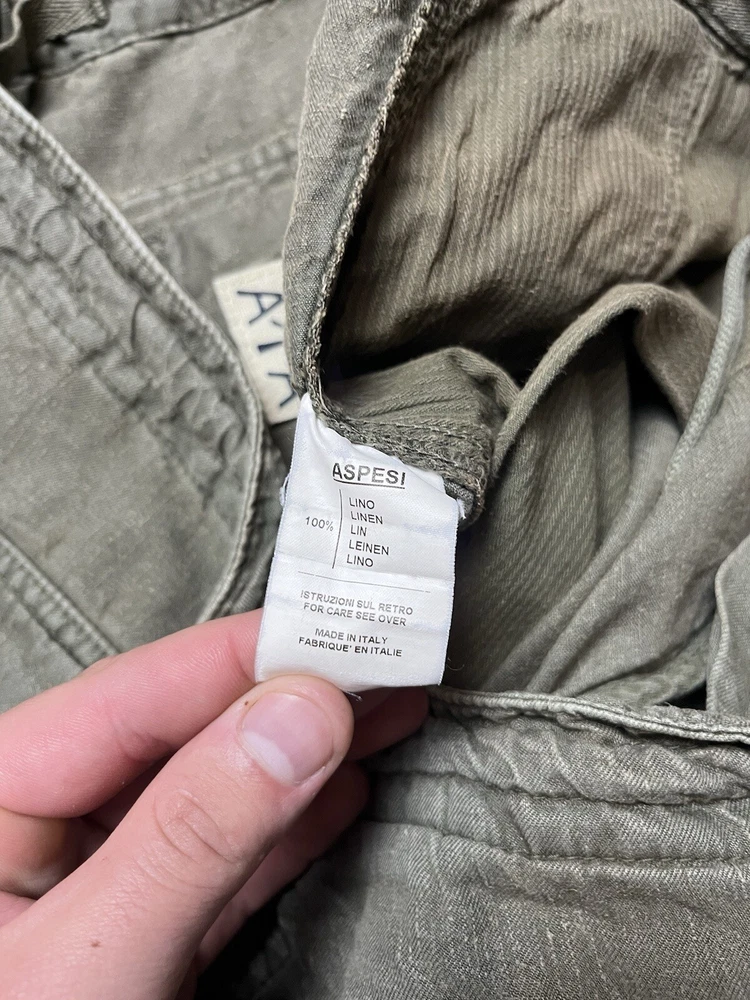 ASPESI
100%
LINO
LINEN
LIN
LEINEN
LINO
ISTRUZIONI SUL RETRO
FOR CARE SEE OVER
MADE IN ITALY
FABRIQUE' EN ITALIE